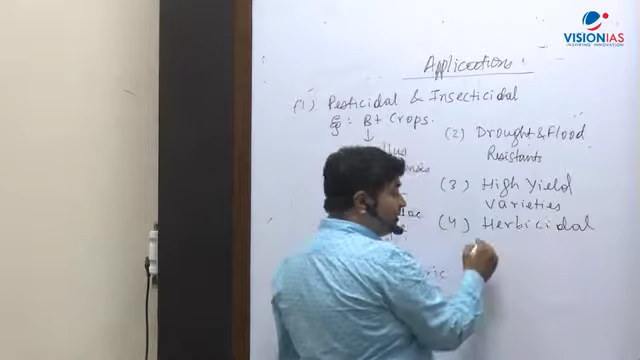 VISIONIAS
INSPIRING INNOVATION
Applications:
(1) Pesticidal & Insecticidal
Eg: Bt Crops.
↓
(2) Drought & Flood
Resistants
(3) High Yield
Varieties
(4) Herbicidal